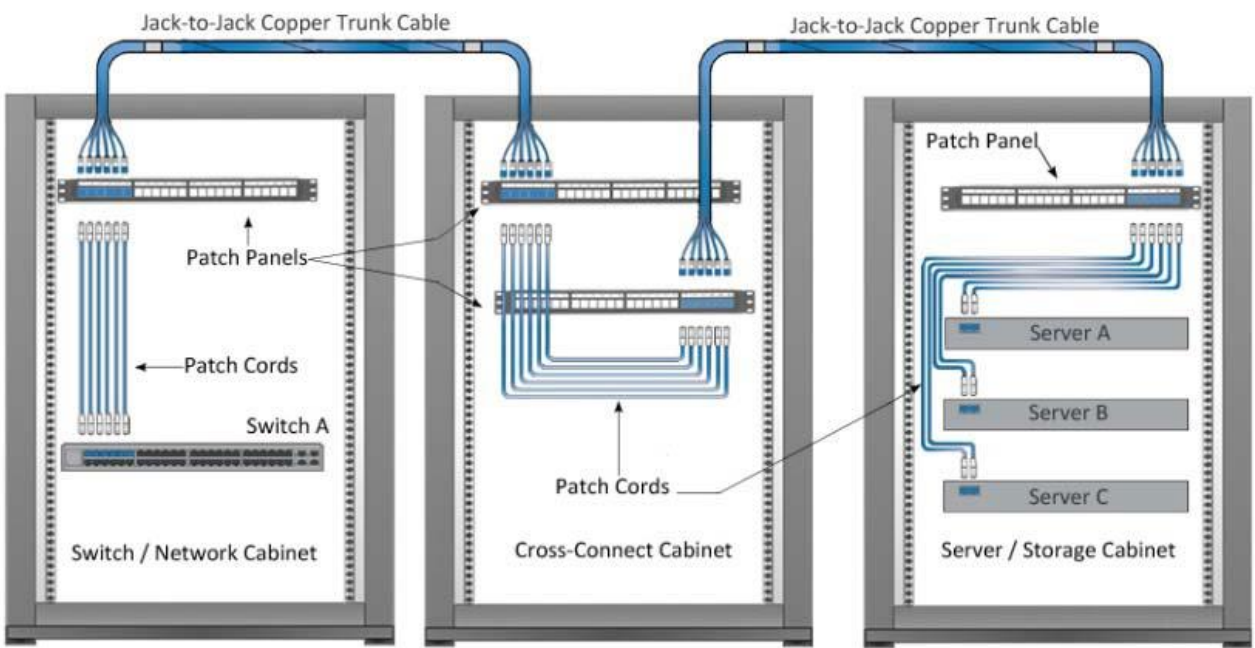 Jack-to-Jack Copper Trunk Cable
Jack-to-Jack Copper Trunk Cable
Patch Panel
Patch Panels
Server A
Patch Cords
Server B
Switch A
Patch Cords
Server C
Switch / Network Cabinet
Cross-Connect Cabinet
Server / Storage Cabinet